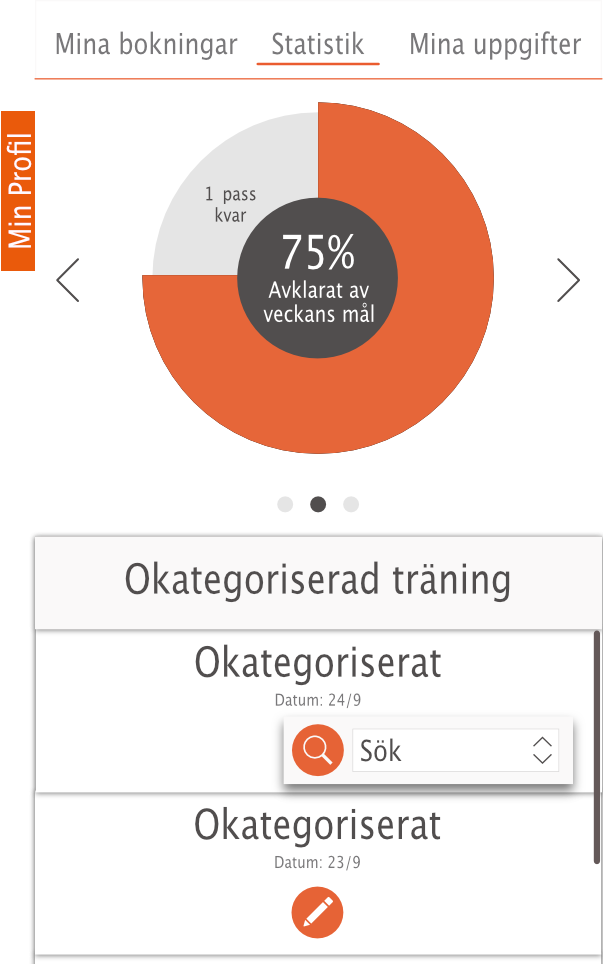 Mina bokningar Statistik Mina uppgifter
Min Profil
1 pass
kvar
75%
Avklarat av
veckans mål
Okategoriserad träning
Okategoriserat
Datum: 24/9
Sök
Okategoriserat
Datum: 23/9